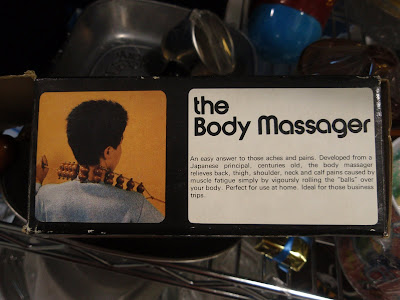 the
Body Massager
An easy answer to those aches and pains. Developed from a
Japanese principal, centuries old, the body massager
relieves back, thigh, shoulder, neck and calf pains caused by
muscle fatigue simply by vigoursly rolling the "balls" over
your body. Perfect for use at home. Ideal for those business
trips.